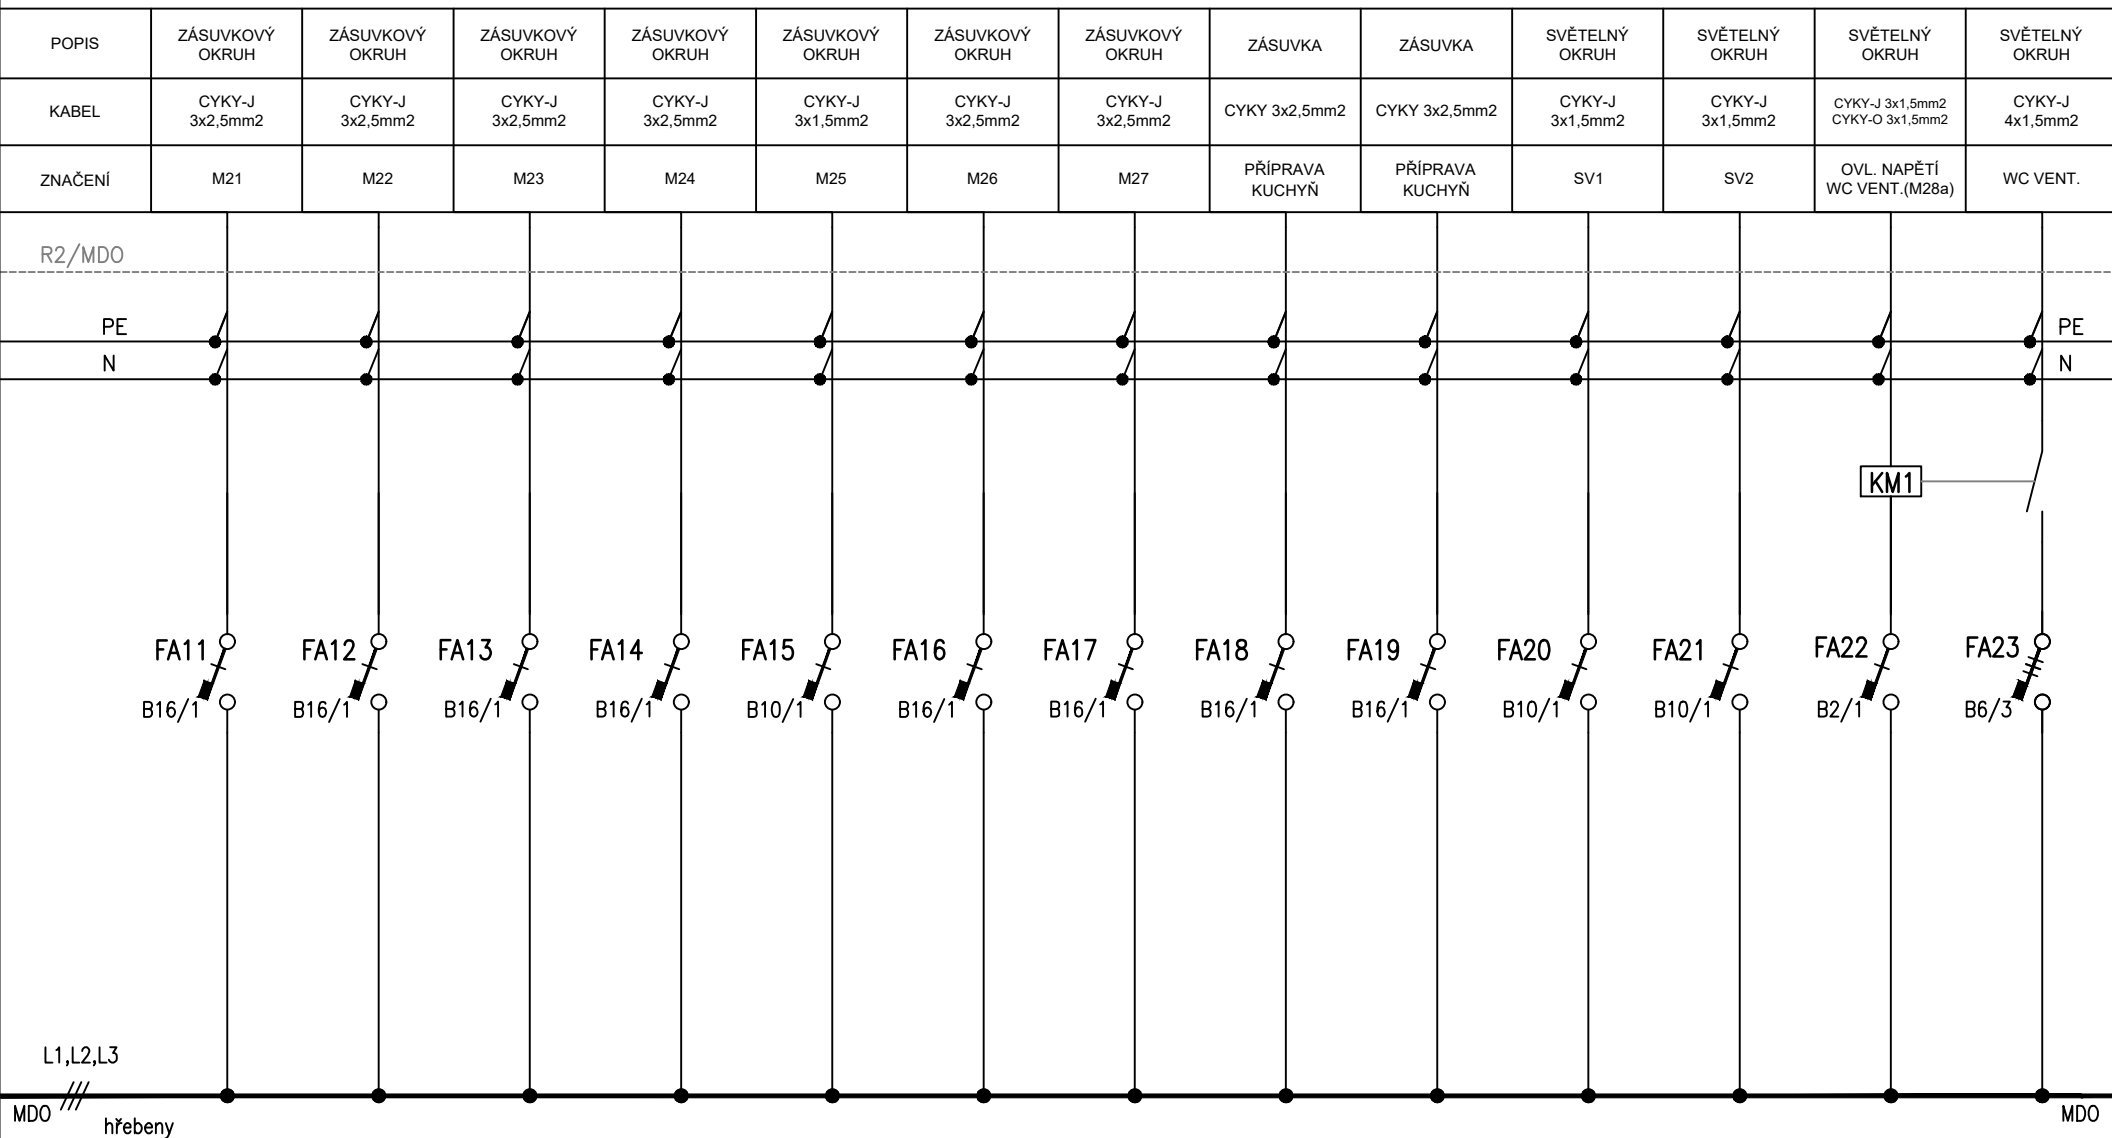 POPIS ZÁSUVKOVÝ OKRUH ZÁSUVKOVÝ OKRUH ZÁSUVKOVÝ OKRUH ZÁSUVKOVÝ OKRUH ZÁSUVKOVÝ OKRUH ZÁSUVKOVÝ OKRUH ZÁSUVKOVÝ OKRUH ZÁSUVKA ZÁSUVKA SVĚTELNÝ OKRUH SVĚTELNÝ OKRUH SVĚTELNÝ OKRUH SVĚTELNÝ OKRUH
KABEL CYKY-J 3x2,5mm2 CYKY-J 3x2,5mm2 CYKY-J 3x2,5mm2 CYKY-J 3x2,5mm2 CYKY-J 3x1,5mm2 CYKY-J 3x2,5mm2 CYKY-J 3x2,5mm2 CYKY 3x2,5mm2 CYKY 3x2,5mm2 CYKY-J 3x1,5mm2 CYKY-J 3x1,5mm2 CYKY-J 3x1,5mm2 CYKY-O 3x1,5mm2 CYKY-J 4x1,5mm2
ZNAČENÍ M21 M22 M23 M24 M25 M26 M27 PŘÍPRAVA KUCHYŇ PŘÍPRAVA KUCHYŇ SV1 SV2 OVL. NAPĚTÍ WC VENT.(M28a) WC VENT.
R2/MDO
PE PE
N N
KM1
FA11 FA12 FA13 FA14 FA15 FA16 FA17 FA18 FA19 FA20 FA21 FA22 FA23
B16/1 B16/1 B16/1 B16/1 B10/1 B16/1 B16/1 B16/1 B16/1 B10/1 B10/1 B2/1 B6/3
L1,L2,L3
MDO MDO
hřebeny